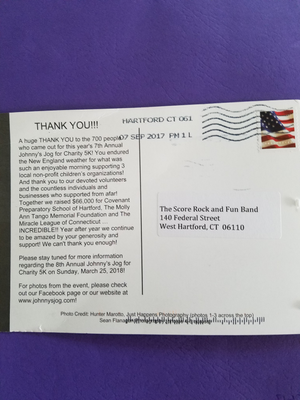 HARTFORD CT 061
07 SEP 2017 PM 1 L
THANK YOU!!!
A huge THANK YOU to the 700 people
who came out for this year's 7th Annual
Johnny's Jog for Charity 5K! You endured
the New England weather for what was
such an enjoyable morning supporting 3
local non-profit children's organizations!
And thank you to our devoted volunteers
and the countless individuals and
businesses who supported from afar!
Together we raised $66,000 for Covenant
Preparatory School of Hartford, The Molly
Ann Tango Memorial Foundation and The
Miracle League of Connecticut ...
INCREDIBLE!! Year after year we continue
to be amazed by your generosity and
support! We can't thank you enough!
Please stay tuned for more information
regarding the 8th Annual Johnny's Jog for
Charity 5K on Sunday, March 25, 2018!
For photos from the event, please check
out our Facebook page or our website at
www.johnnysjog.com!
The Score Rock and Fun Band
140 Federal Street
West Hartford, CT 06110
Photo Credit: Hunter Marotto, Just Happens Photography (photos 1-5 across the top)
Sean Flanagan